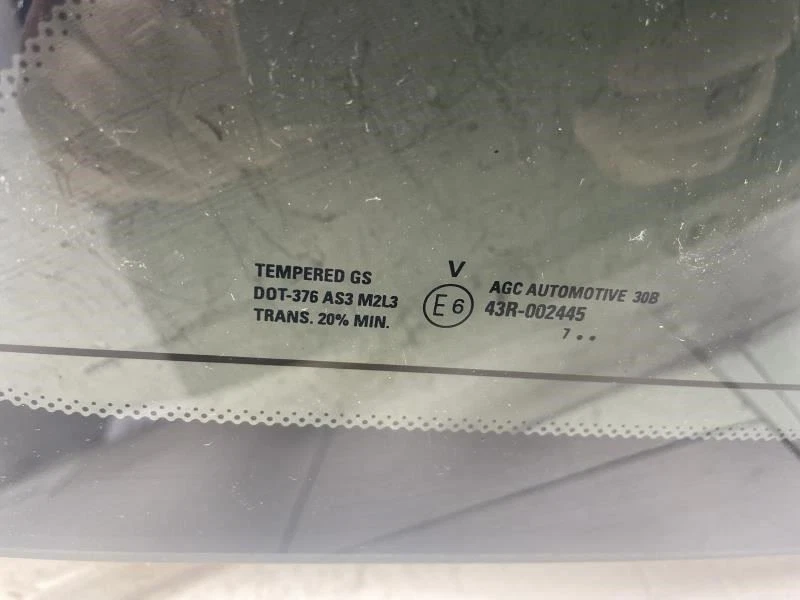 TEMPERED GS
DOT-376 AS3 M2L3
TRANS. 20% MIN.
V
E6
AGC AUTOMOTIVE 30B
43R-002445
7 • •